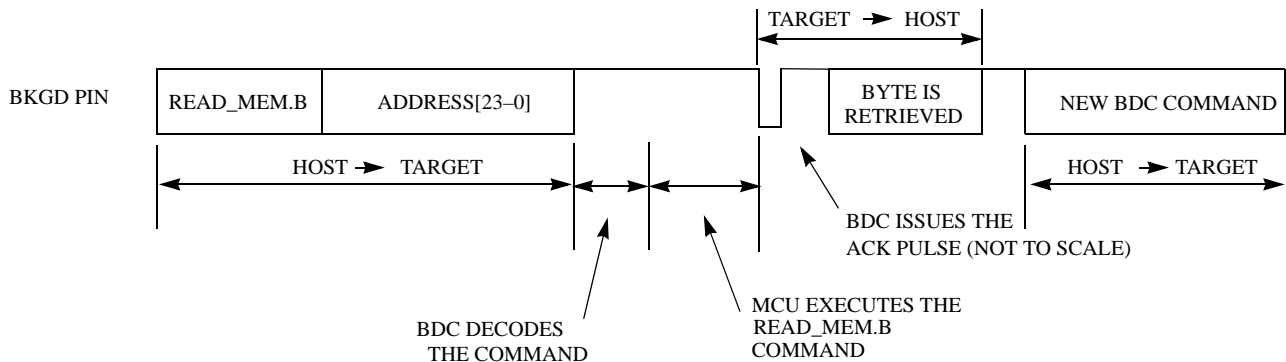 TARGET → HOST
BKGD PIN
READ_MEM.B
ADDRESS[23–0]
BYTE IS
RETRIEVED
NEW BDC COMMAND
HOST → TARGET
HOST → TARGET
BDC ISSUES THE
ACK PULSE (NOT TO SCALE)
BDC DECODES
THE COMMAND
MCU EXECUTES THE
READ_MEM.B
COMMAND